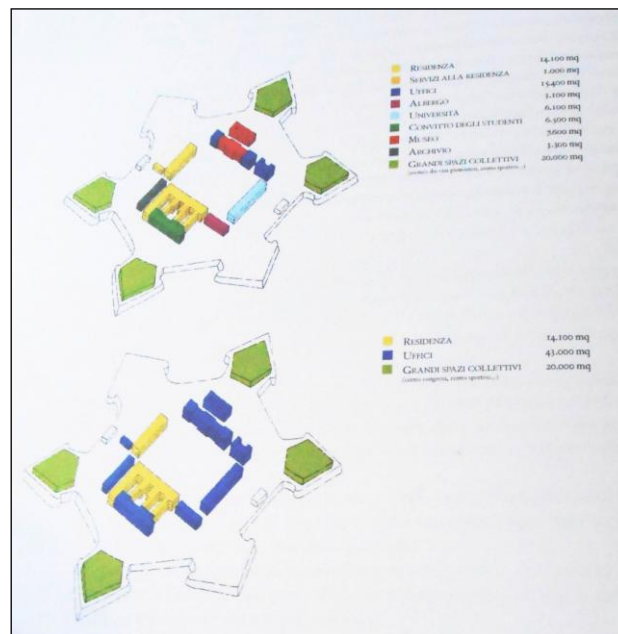 RESIDENZA 14.100 mq
SERVIZI ALLA RESIDENZA 1.000 mq
UFFICI 15.400 mq
ALBERGO 3.100 mq
UNIVERSITÀ 6.100 mq
CONVITTO DEGLI STUDENTI 6.300 mq
MUSEO mq
ARCHIVIO 3.300 mq
GRANDI SPAZI COLLETTIVI 20.000 mq
RESIDENZA 14.100 mq
UFFICI 43.000 mq
GRANDI SPAZI COLLETTIVI 20.000 mq